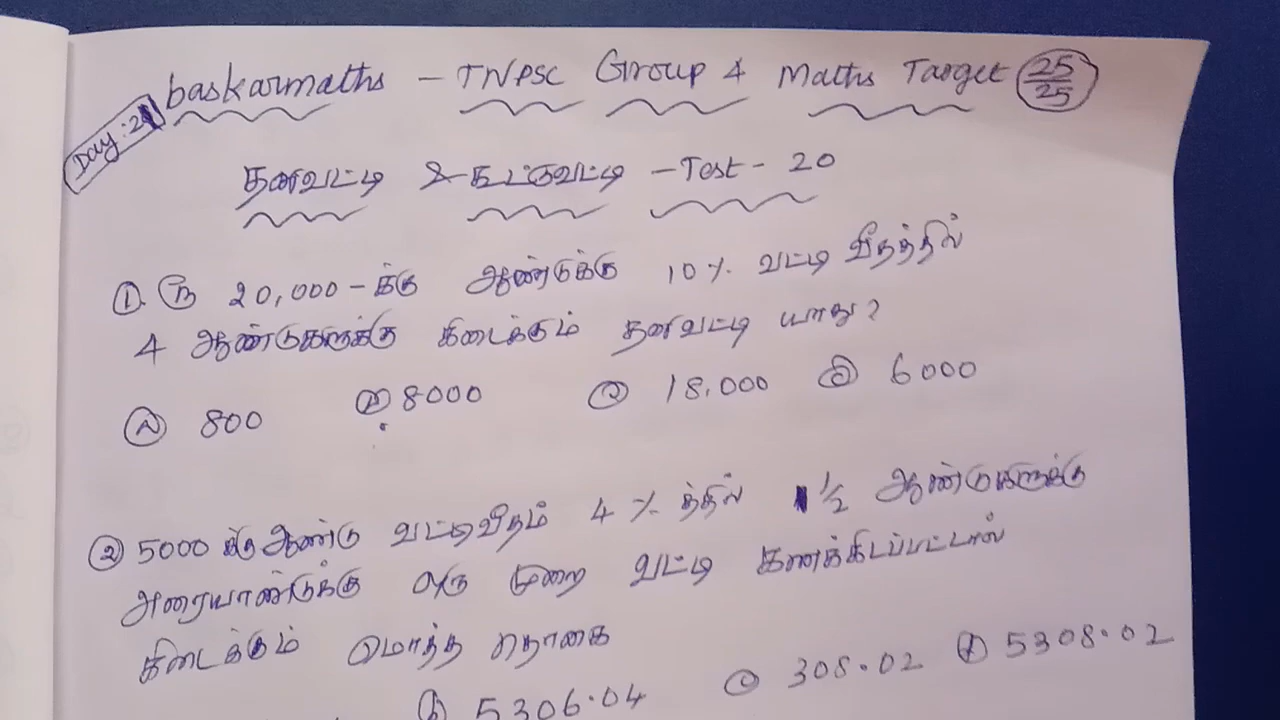 Day: 21
baskarmaths - TNPSC Group 4 Maths Target 25/25
தனிவட்டி & கூட்டுவட்டி - Test - 20
① ரூ 20,000 - க்கு ஆண்டுக்கு 10 % வட்டி வீதத்தில்
4 ஆண்டுகளுக்கு கிடைக்கும் தனிவட்டி யாது?
A 800 B 8000 C 18,000 D 6000
② 5000 க்கு ஆண்டு வட்டிவீதம் 4 % த்தில் 1 1/2 ஆண்டுகளுக்கு
அரையாண்டுக்கு ஒரு முறை வட்டி கணக்கிடப்பட்டால்
கிடைக்கும் மொத்த தொகை
5306.04 C 308.02 5308.02